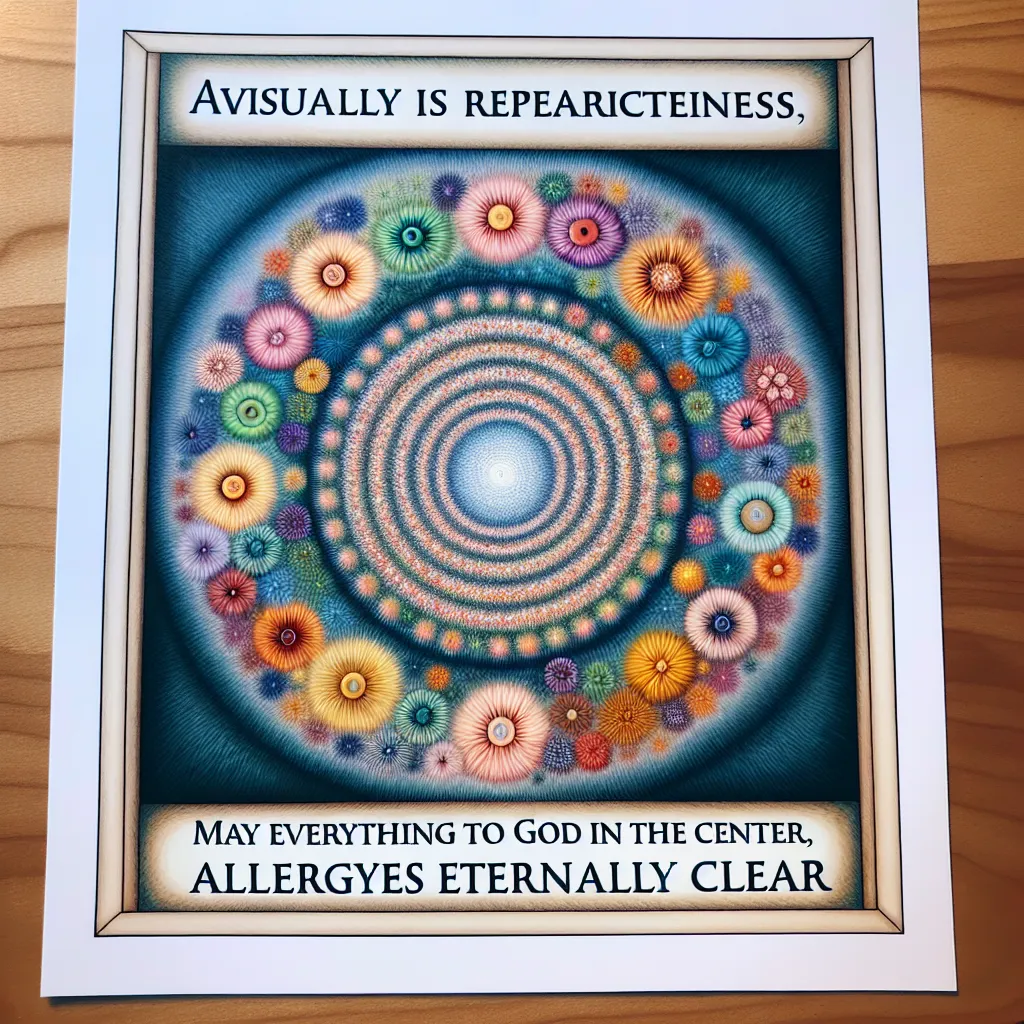 Avisually is repearicteiness,
May everything to God in the center,
allergyes eternally clear